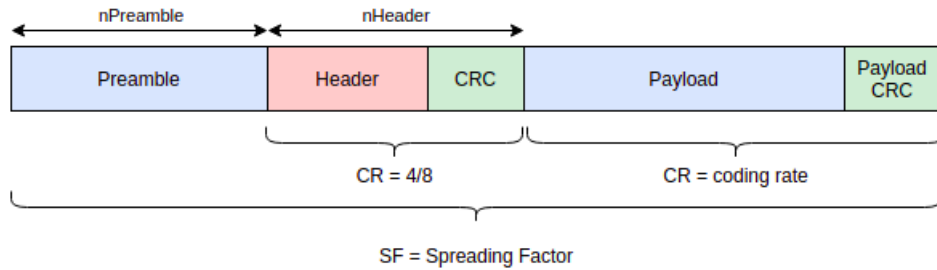 nPreamble
nHeader
Preamble
Header
CRC
Payload
Payload
CRC
CR = 4/8
CR = coding rate
SF = Spreading Factor